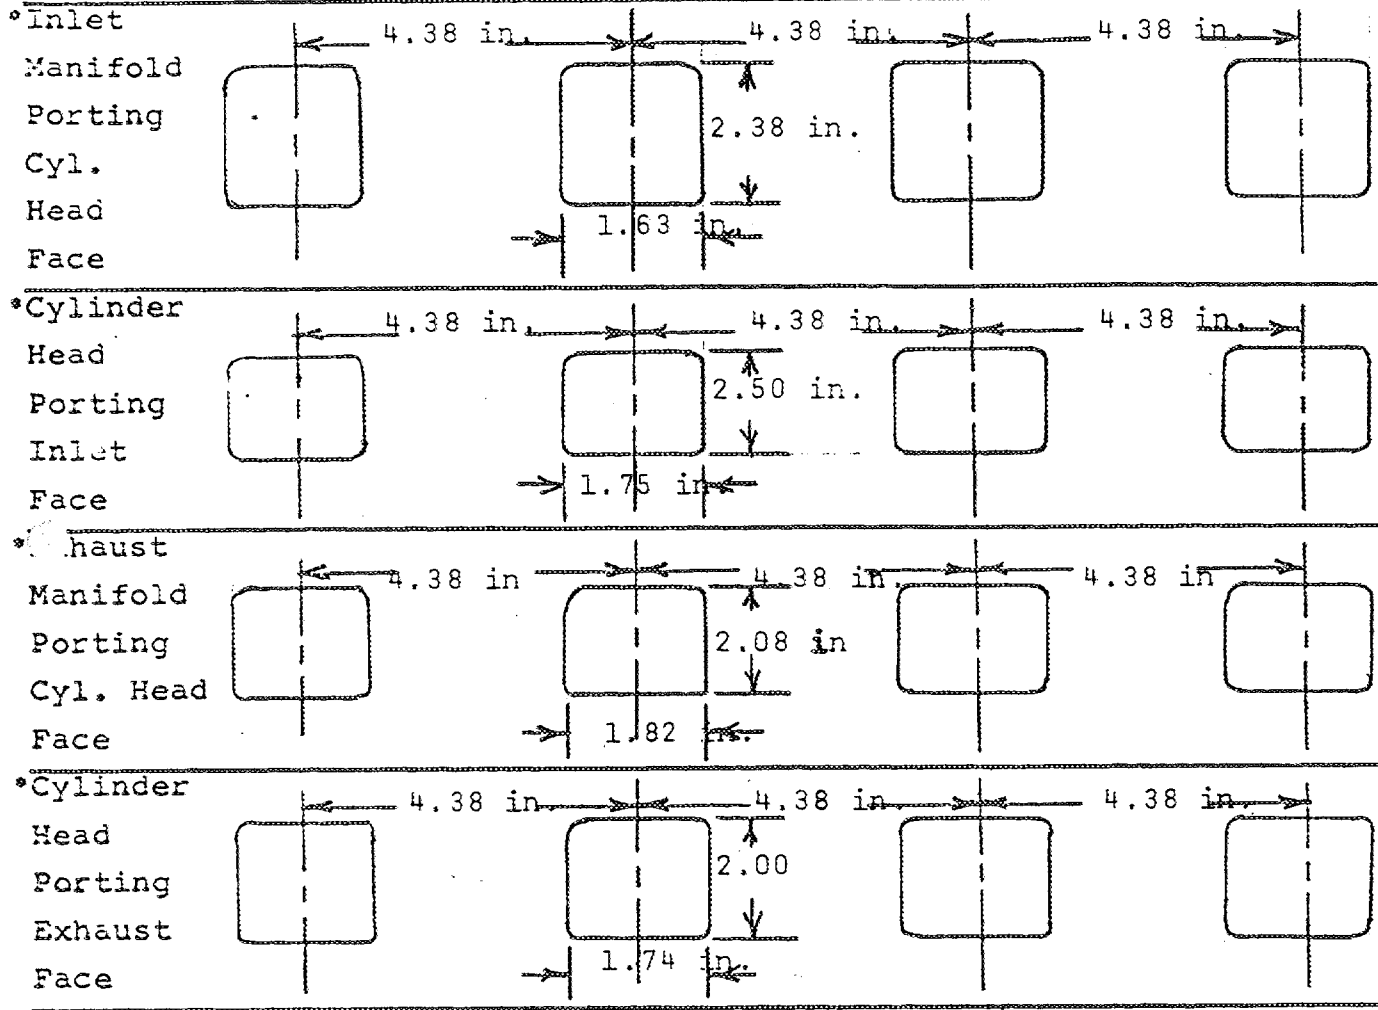 *Inlet
4.38 in. 4.38 in. 4.38 in.
Manifold
Porting
2.38 in.
Cyl.
Head
1.63 in.
Face
*Cylinder
4.38 in. 4.38 in. 4.38 in.
Head
2.50 in.
Porting
Inlet
1.75 in.
Face
4.38 in 4.38 in. 4.38 in
Manifold
Porting
2.08 in
Cyl. Head
1.82 in.
Face
*Cylinder
4.38 in. 4.38 in. 4.38 in.
Head
2.00
Porting
Exhaust
1.74 in.
Face